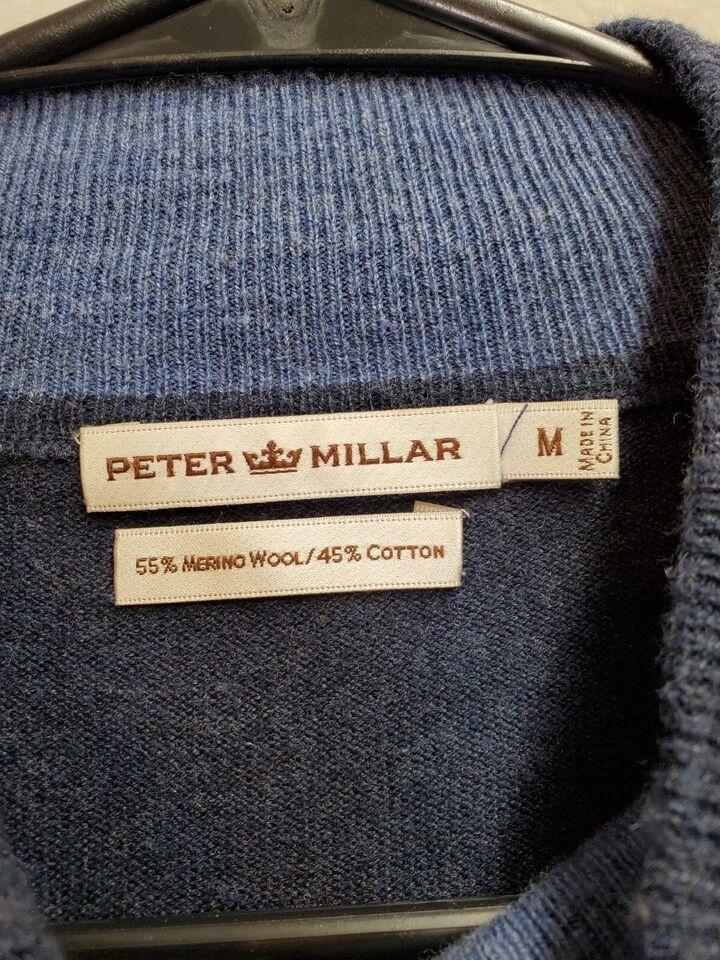 PETER MILLAR
M
MADE IN
CHINA
55% MERINO WOOL/45% COTTON